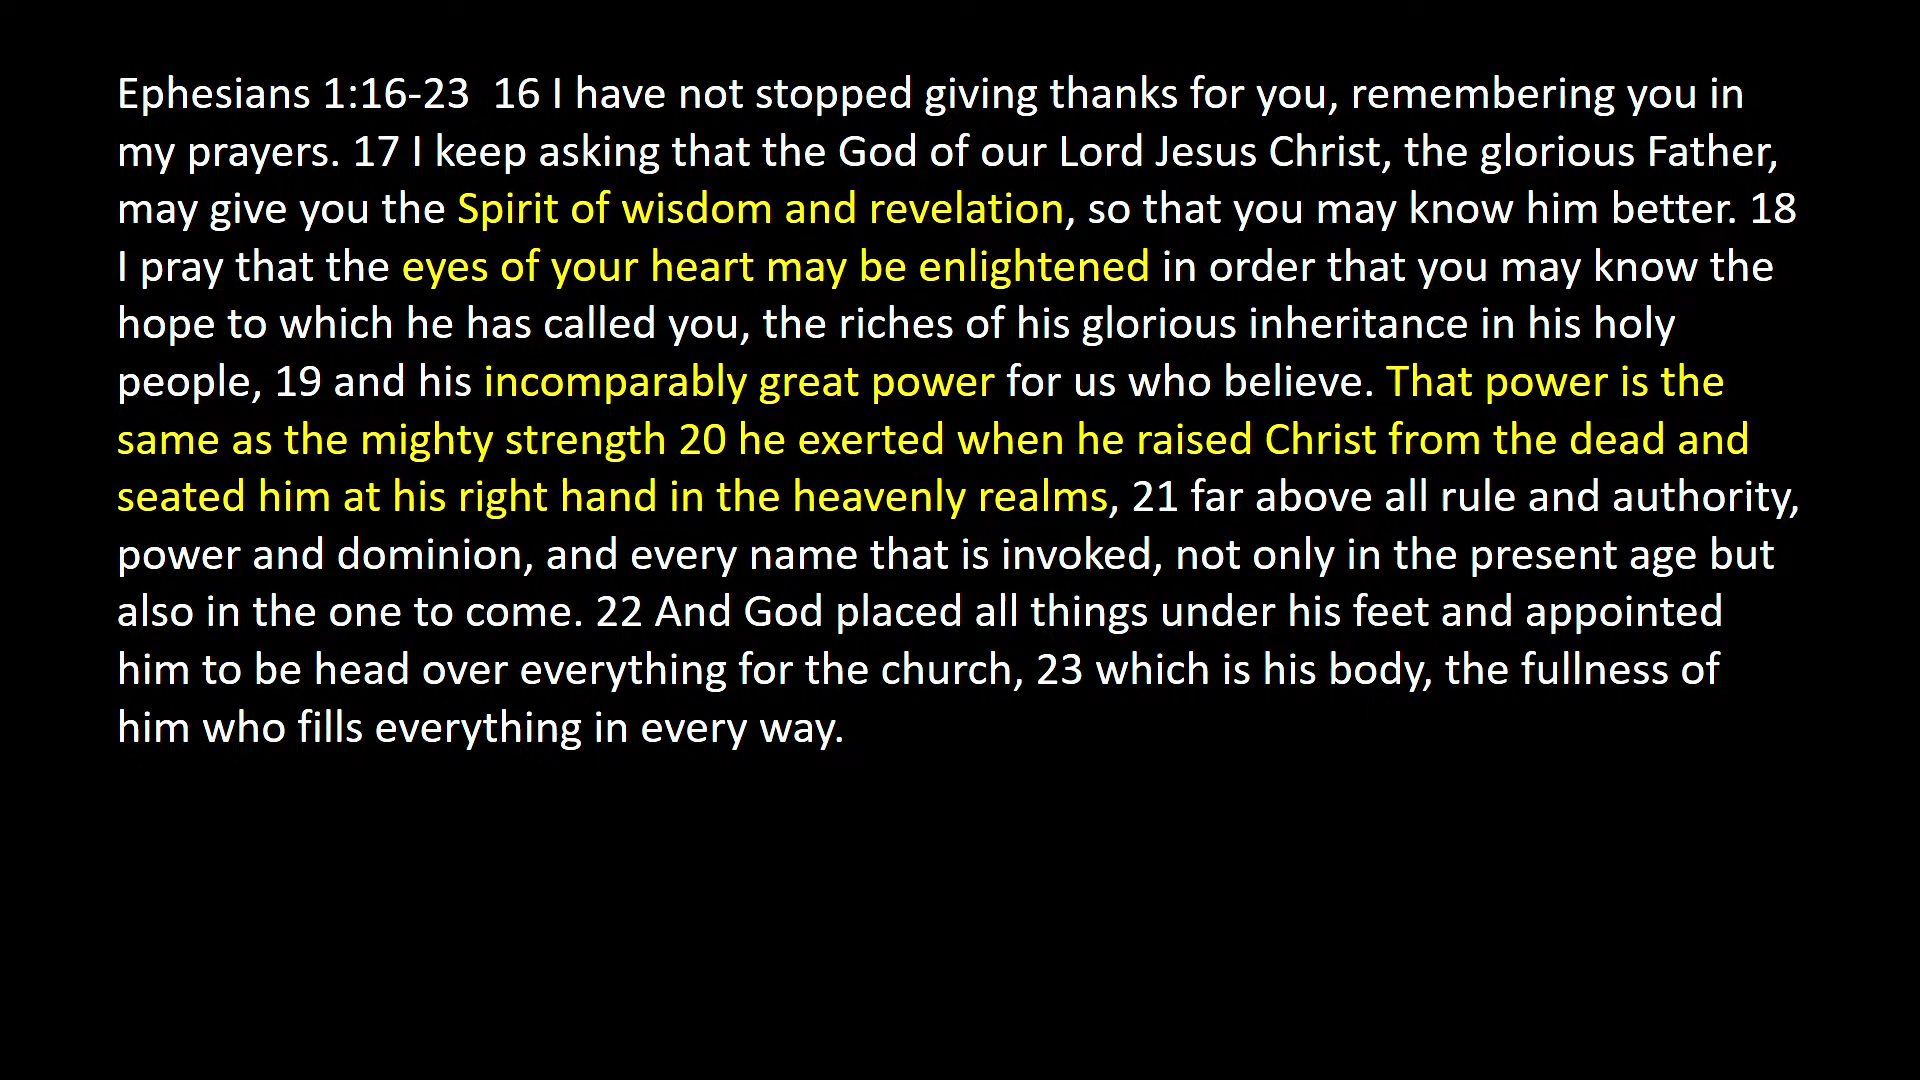 Ephesians 1:16-23  16 I have not stopped giving thanks for you, remembering you in
my prayers. 17 I keep asking that the God of our Lord Jesus Christ, the glorious Father,
may give you the Spirit of wisdom and revelation, so that you may know him better. 18
I pray that the eyes of your heart may be enlightened in order that you may know the
hope to which he has called you, the riches of his glorious inheritance in his holy
people, 19 and his incomparably great power for us who believe. That power is the
same as the mighty strength 20 he exerted when he raised Christ from the dead and
seated him at his right hand in the heavenly realms, 21 far above all rule and authority,
power and dominion, and every name that is invoked, not only in the present age but
also in the one to come. 22 And God placed all things under his feet and appointed
him to be head over everything for the church, 23 which is his body, the fullness of
him who fills everything in every way.